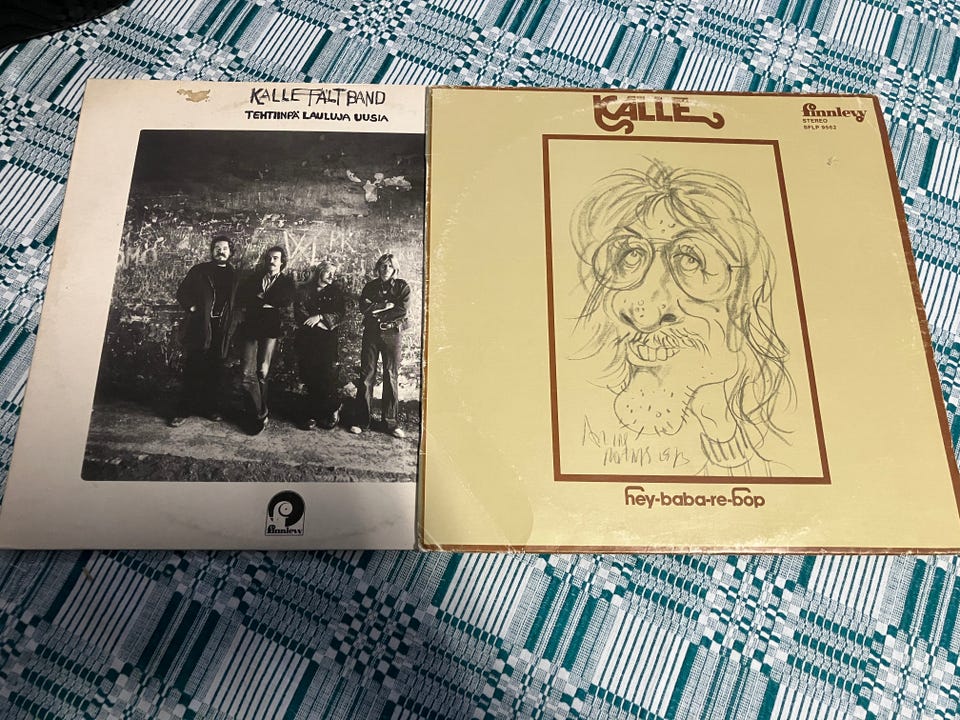 KALLE FÄLT BAND
TEHTIINPÄ LAULUJA UUSIA
finnlevy
KALLE
finnlevy
STEREO
SFLP 9562
hey-baba-re-bop